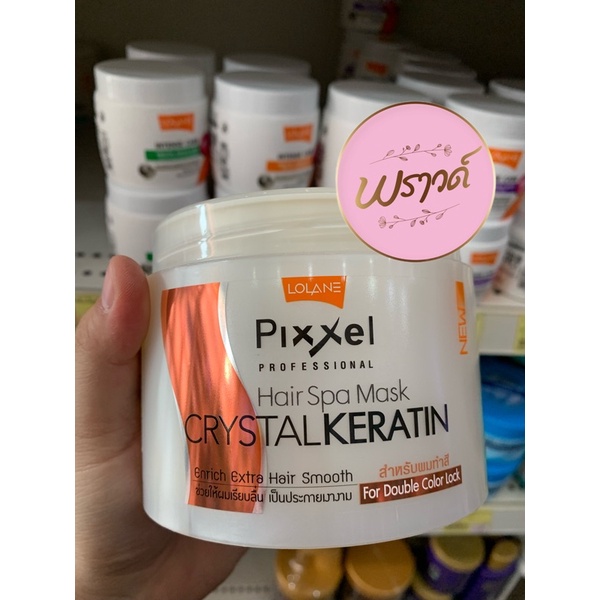 LOLANE
LOLANE
LOLANE
พราวด์
LOLANE
Pixxel
PROFESSIONAL
NEW
Hair Spa Mask
CRYSTALKERATIN
Enrich Extra Hair Smooth
ช่วยให้ผมเรียบลื่น เป็นประกายเงางาม
สำหรับผมทำสี
For Double Color Lock